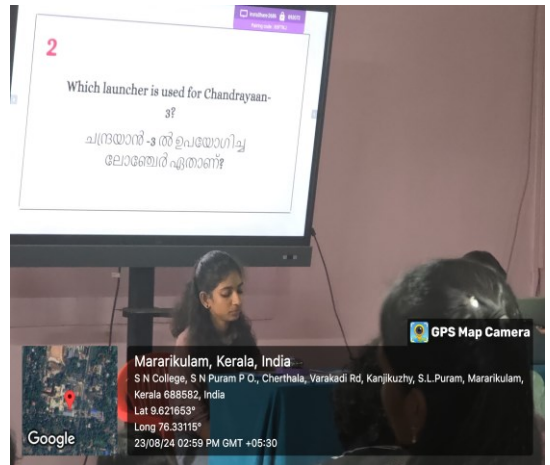 2
Which launcher is used for Chandrayaan-
3?
ചന്ദ്രയാൻ -3 ൽ ഉപയോഗിച്ച
ലോഞ്ചേർ ഏതാണ്?
GPS Map Camera
Mararikulam, Kerala, India
S N College, S N Puram P O., Cherthala, Varakadi Rd, Kanjikuzhy, S.L.Puram, Mararikulam,
Kerala 688582, India
Lat 9.621653°
Long 76.33115°
23/08/24 02:59 PM GMT +05:30
Google